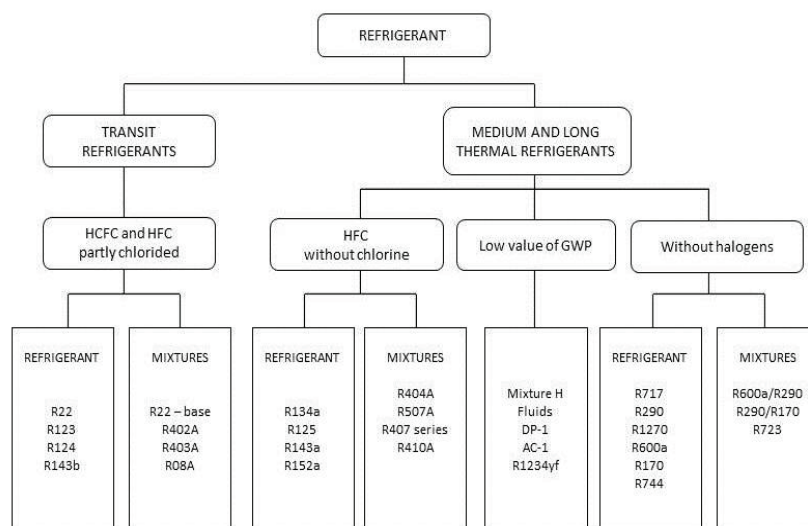 REFRIGERANT
TRANSIT
REFRIGERANTS
MEDIUM AND LONG
THERMAL REFRIGERANTS
HCFC and HFC
partly chlorided
HFC
without chlorine
Low value of GWP
Without halogens
REFRIGERANT
R22
R123
R124
R143b
MIXTURES
R22 – base
R402A
R403A
R08A
REFRIGERANT
R134a
R125
R143a
R152a
MIXTURES
R404A
R507A
R407 series
R410A
Mixture H
Fluids
DP-1
AC-1
R1234yf
REFRIGERANT
R717
R290
R1270
R600a
R170
R744
MIXTURES
R600a/R290
R290/R170
R723